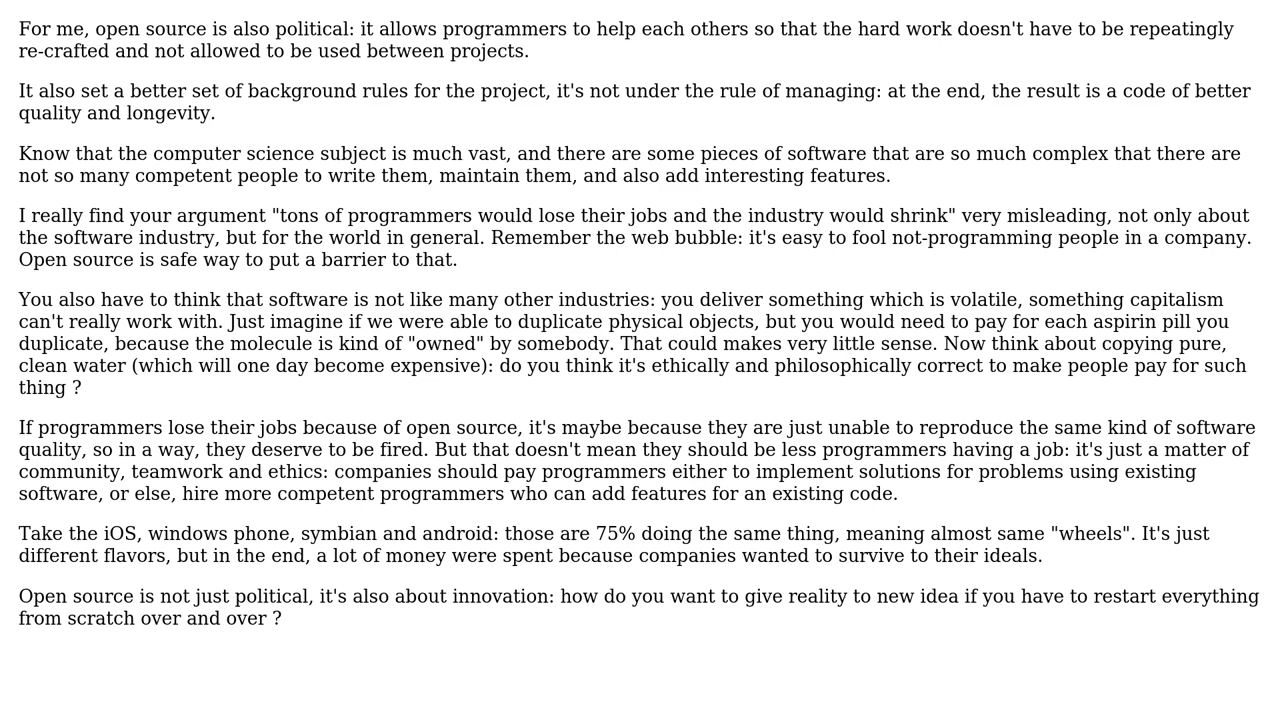 For me, open source is also political: it allows programmers to help each others so that the hard work doesn't have to be repeatingly
re-crafted and not allowed to be used between projects.
It also set a better set of background rules for the project, it's not under the rule of managing: at the end, the result is a code of better
quality and longevity.
Know that the computer science subject is much vast, and there are some pieces of software that are so much complex that there are
not so many competent people to write them, maintain them, and also add interesting features.
I really find your argument "tons of programmers would lose their jobs and the industry would shrink" very misleading, not only about
the software industry, but for the world in general. Remember the web bubble: it's easy to fool not-programming people in a company.
Open source is safe way to put a barrier to that.
You also have to think that software is not like many other industries: you deliver something which is volatile, something capitalism
can't really work with. Just imagine if we were able to duplicate physical objects, but you would need to pay for each aspirin pill you
duplicate, because the molecule is kind of "owned" by somebody. That could makes very little sense. Now think about copying pure,
clean water (which will one day become expensive): do you think it's ethically and philosophically correct to make people pay for such
thing ?
If programmers lose their jobs because of open source, it's maybe because they are just unable to reproduce the same kind of software
quality, so in a way, they deserve to be fired. But that doesn't mean they should be less programmers having a job: it's just a matter of
community, teamwork and ethics: companies should pay programmers either to implement solutions for problems using existing
software, or else, hire more competent programmers who can add features for an existing code.
Take the iOS, windows phone, symbian and android: those are 75% doing the same thing, meaning almost same "wheels". It's just
different flavors, but in the end, a lot of money were spent because companies wanted to survive to their ideals.
Open source is not just political, it's also about innovation: how do you want to give reality to new idea if you have to restart everything
from scratch over and over ?